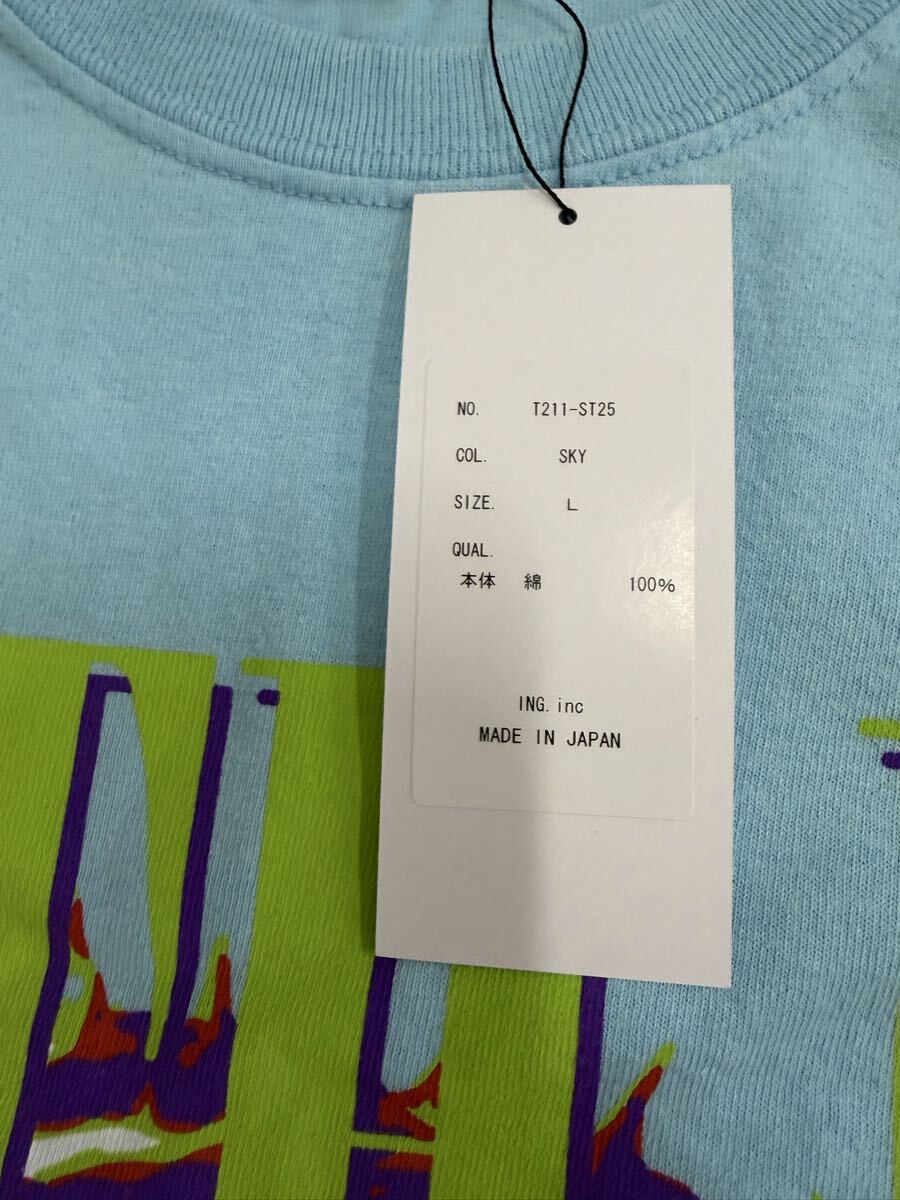 NO. T211-ST25
COL. SKY
SIZE. L
QUAL.
本体 綿 100%
ING. inc
MADE IN JAPAN